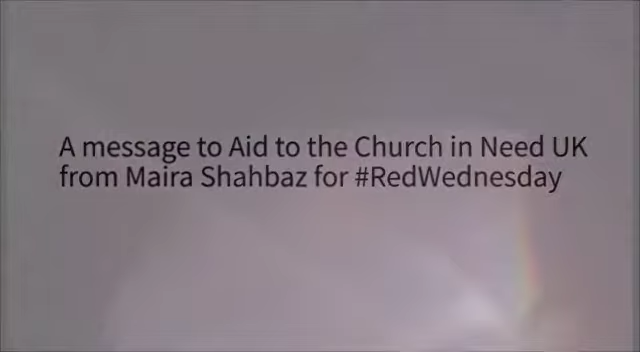 A message to Aid to the Church in Need UK
from Maira Shahbaz for #RedWednesday